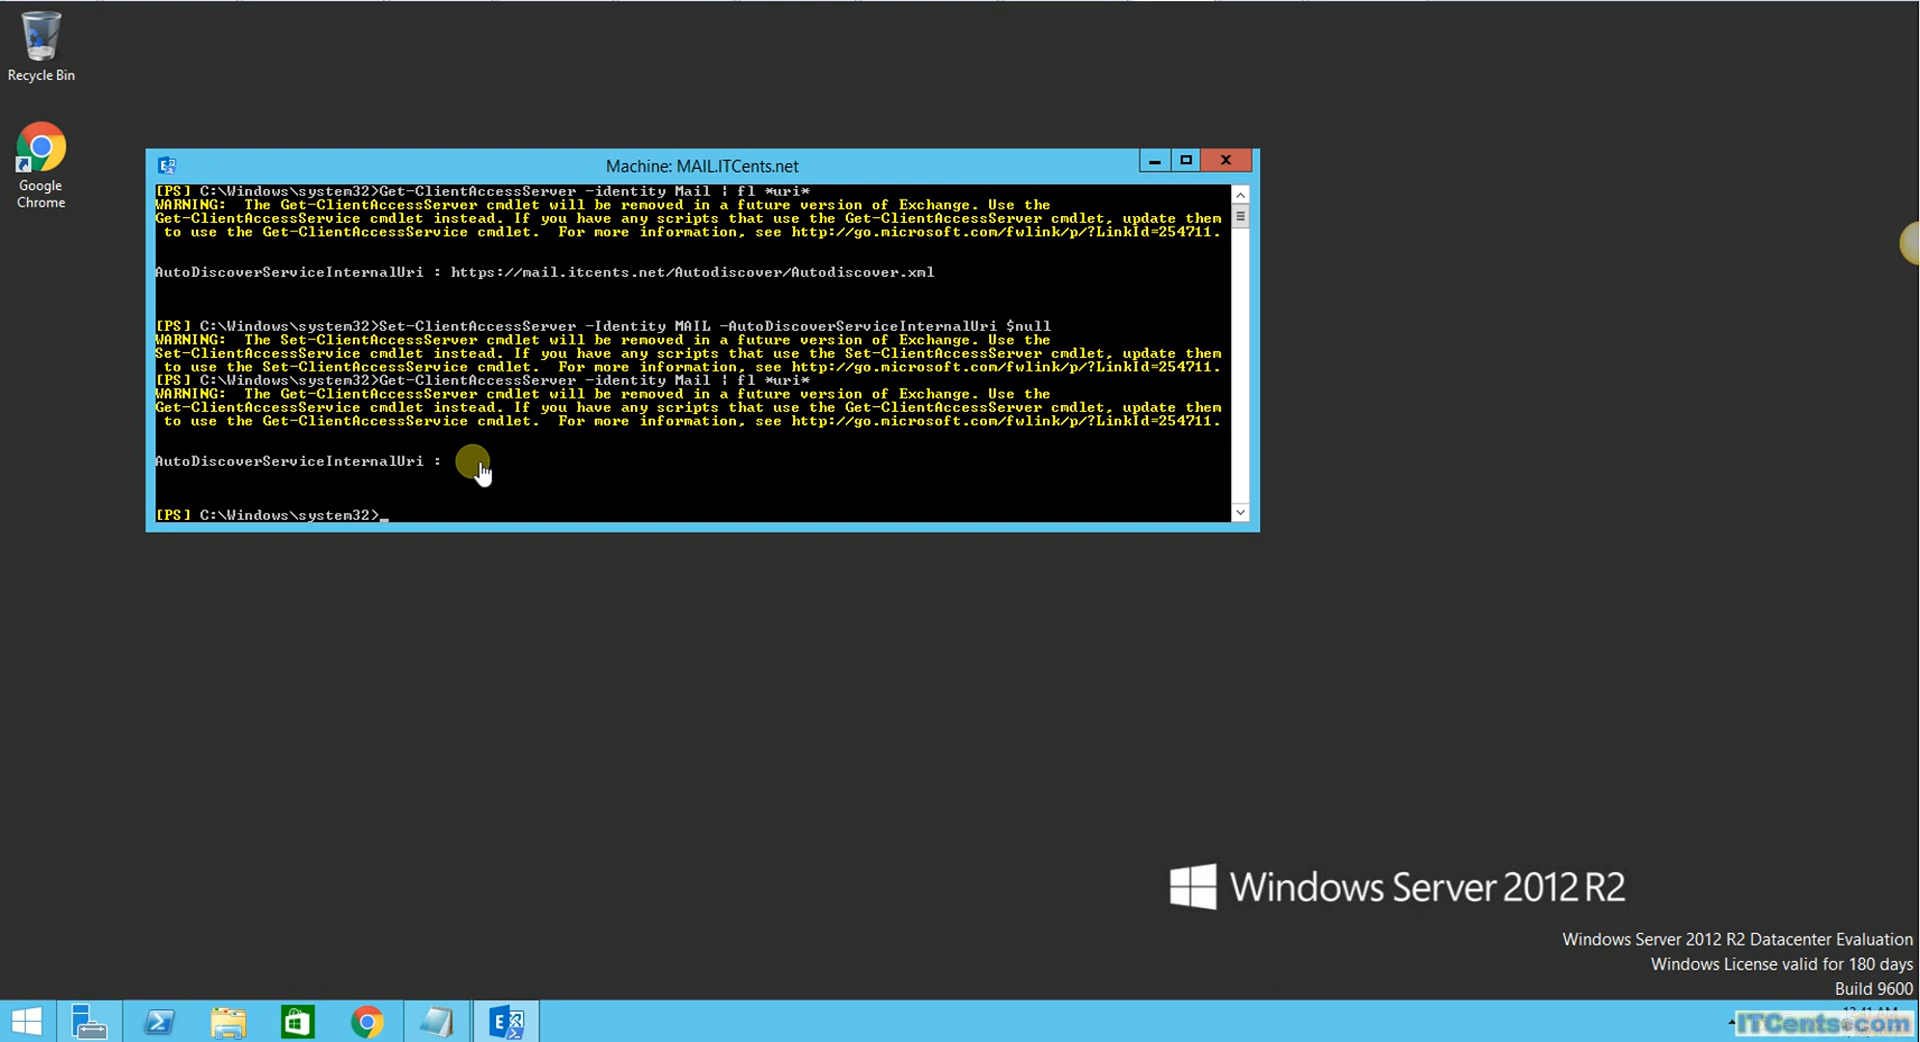 Recycle Bin
Google
Chrome
Machine: MAIL.ITCents.net
[PS] C:\Windows\system32>Get-ClientAccessServer -identity Mail | fl *uri*
WARNING:  The Get-ClientAccessServer cmdlet will be removed in a future version of Exchange. Use the
Get-ClientAccessService cmdlet instead. If you have any scripts that use the Get-ClientAccessServer cmdlet, update them
to use the Get-ClientAccessService cmdlet.  For more information, see http://go.microsoft.com/fwlink/p/?LinkId=254711.
AutoDiscoverServiceInternalUri : https://mail.itcents.net/Autodiscover/Autodiscover.xml
[PS] C:\Windows\system32>Set-ClientAccessServer -Identity MAIL -AutoDiscoverServiceInternalUri $null
WARNING:  The Set-ClientAccessServer cmdlet will be removed in a future version of Exchange. Use the
Set-ClientAccessService cmdlet instead. If you have any scripts that use the Set-ClientAccessServer cmdlet, update them
to use the Set-ClientAccessService cmdlet.  For more information, see http://go.microsoft.com/fwlink/p/?LinkId=254711.
[PS] C:\Windows\system32>Get-ClientAccessServer -identity Mail | fl *uri*
WARNING:  The Get-ClientAccessServer cmdlet will be removed in a future version of Exchange. Use the
Get-ClientAccessService cmdlet instead. If you have any scripts that use the Get-ClientAccessServer cmdlet, update them
to use the Get-ClientAccessService cmdlet.  For more information, see http://go.microsoft.com/fwlink/p/?LinkId=254711.
AutoDiscoverServiceInternalUri :
[PS] C:\Windows\system32>_
Windows Server 2012 R2
Windows Server 2012 R2 Datacenter Evaluation
Windows License valid for 180 days
Build 9600
ITCents.com